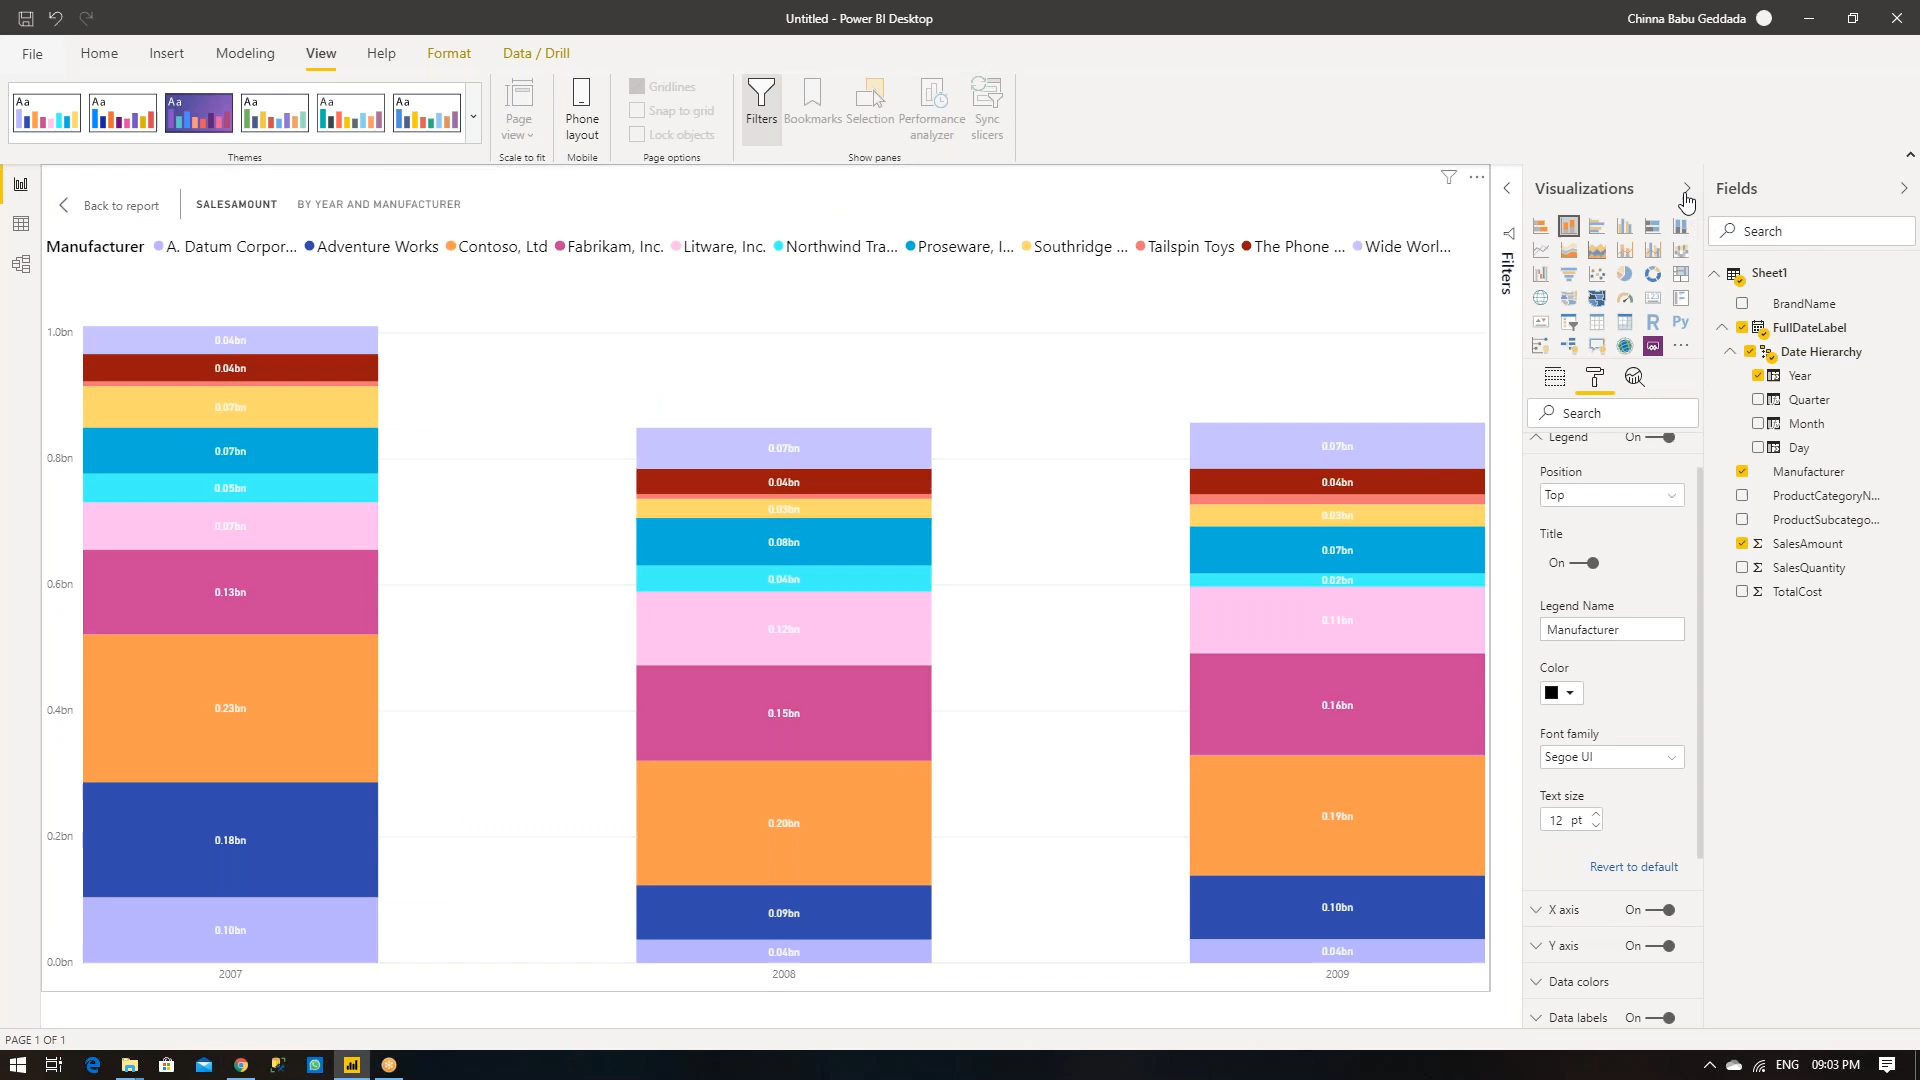 Untitled - Power BI Desktop
Chinna Babu Geddada
File
Home
Insert
Modeling
View
Help
Format
Data / Drill
Aa
Aa
Aa
Aa
Aa
Aa
Themes
Page view
Scale to fit
Phone layout
Mobile
Gridlines
Snap to grid
Lock objects
Page options
Filters
Bookmarks
Selection
Performance analyzer
Sync slicers
Show panes
Back to report
SALESAMOUNT
BY YEAR AND MANUFACTURER
Manufacturer
A. Datum Corpor...
Adventure Works
Contoso, Ltd
Fabrikam, Inc.
Litware, Inc.
Northwind Tra...
Proseware, I...
Southridge ...
Tailspin Toys
The Phone ...
Wide Worl...
1.0bn
0.8bn
0.6bn
0.4bn
0.2bn
0.0bn
0.04bn
0.04bn
0.07bn
0.07bn
0.05bn
0.07bn
0.13bn
0.23bn
0.18bn
0.10bn
2007
0.07bn
0.04bn
0.03bn
0.08bn
0.04bn
0.12bn
0.15bn
0.20bn
0.09bn
0.04bn
2008
0.07bn
0.04bn
0.03bn
0.07bn
0.02bn
0.11bn
0.16bn
0.19bn
0.10bn
0.04bn
2009
Filters
Visualizations
R
Py
Search
Legend On
Position
Top
Title
On
Legend Name
Manufacturer
Color
Font family
Segoe UI
Text size
12 pt
Revert to default
X axis On
Y axis On
Data colors
Data labels On
Fields
Search
Sheet1
BrandName
FullDateLabel
Date Hierarchy
Year
Quarter
Month
Day
Manufacturer
ProductCategoryN...
ProductSubcatego...
Σ SalesAmount
Σ SalesQuantity
Σ TotalCost
PAGE 1 OF 1
ENG
09:03 PM